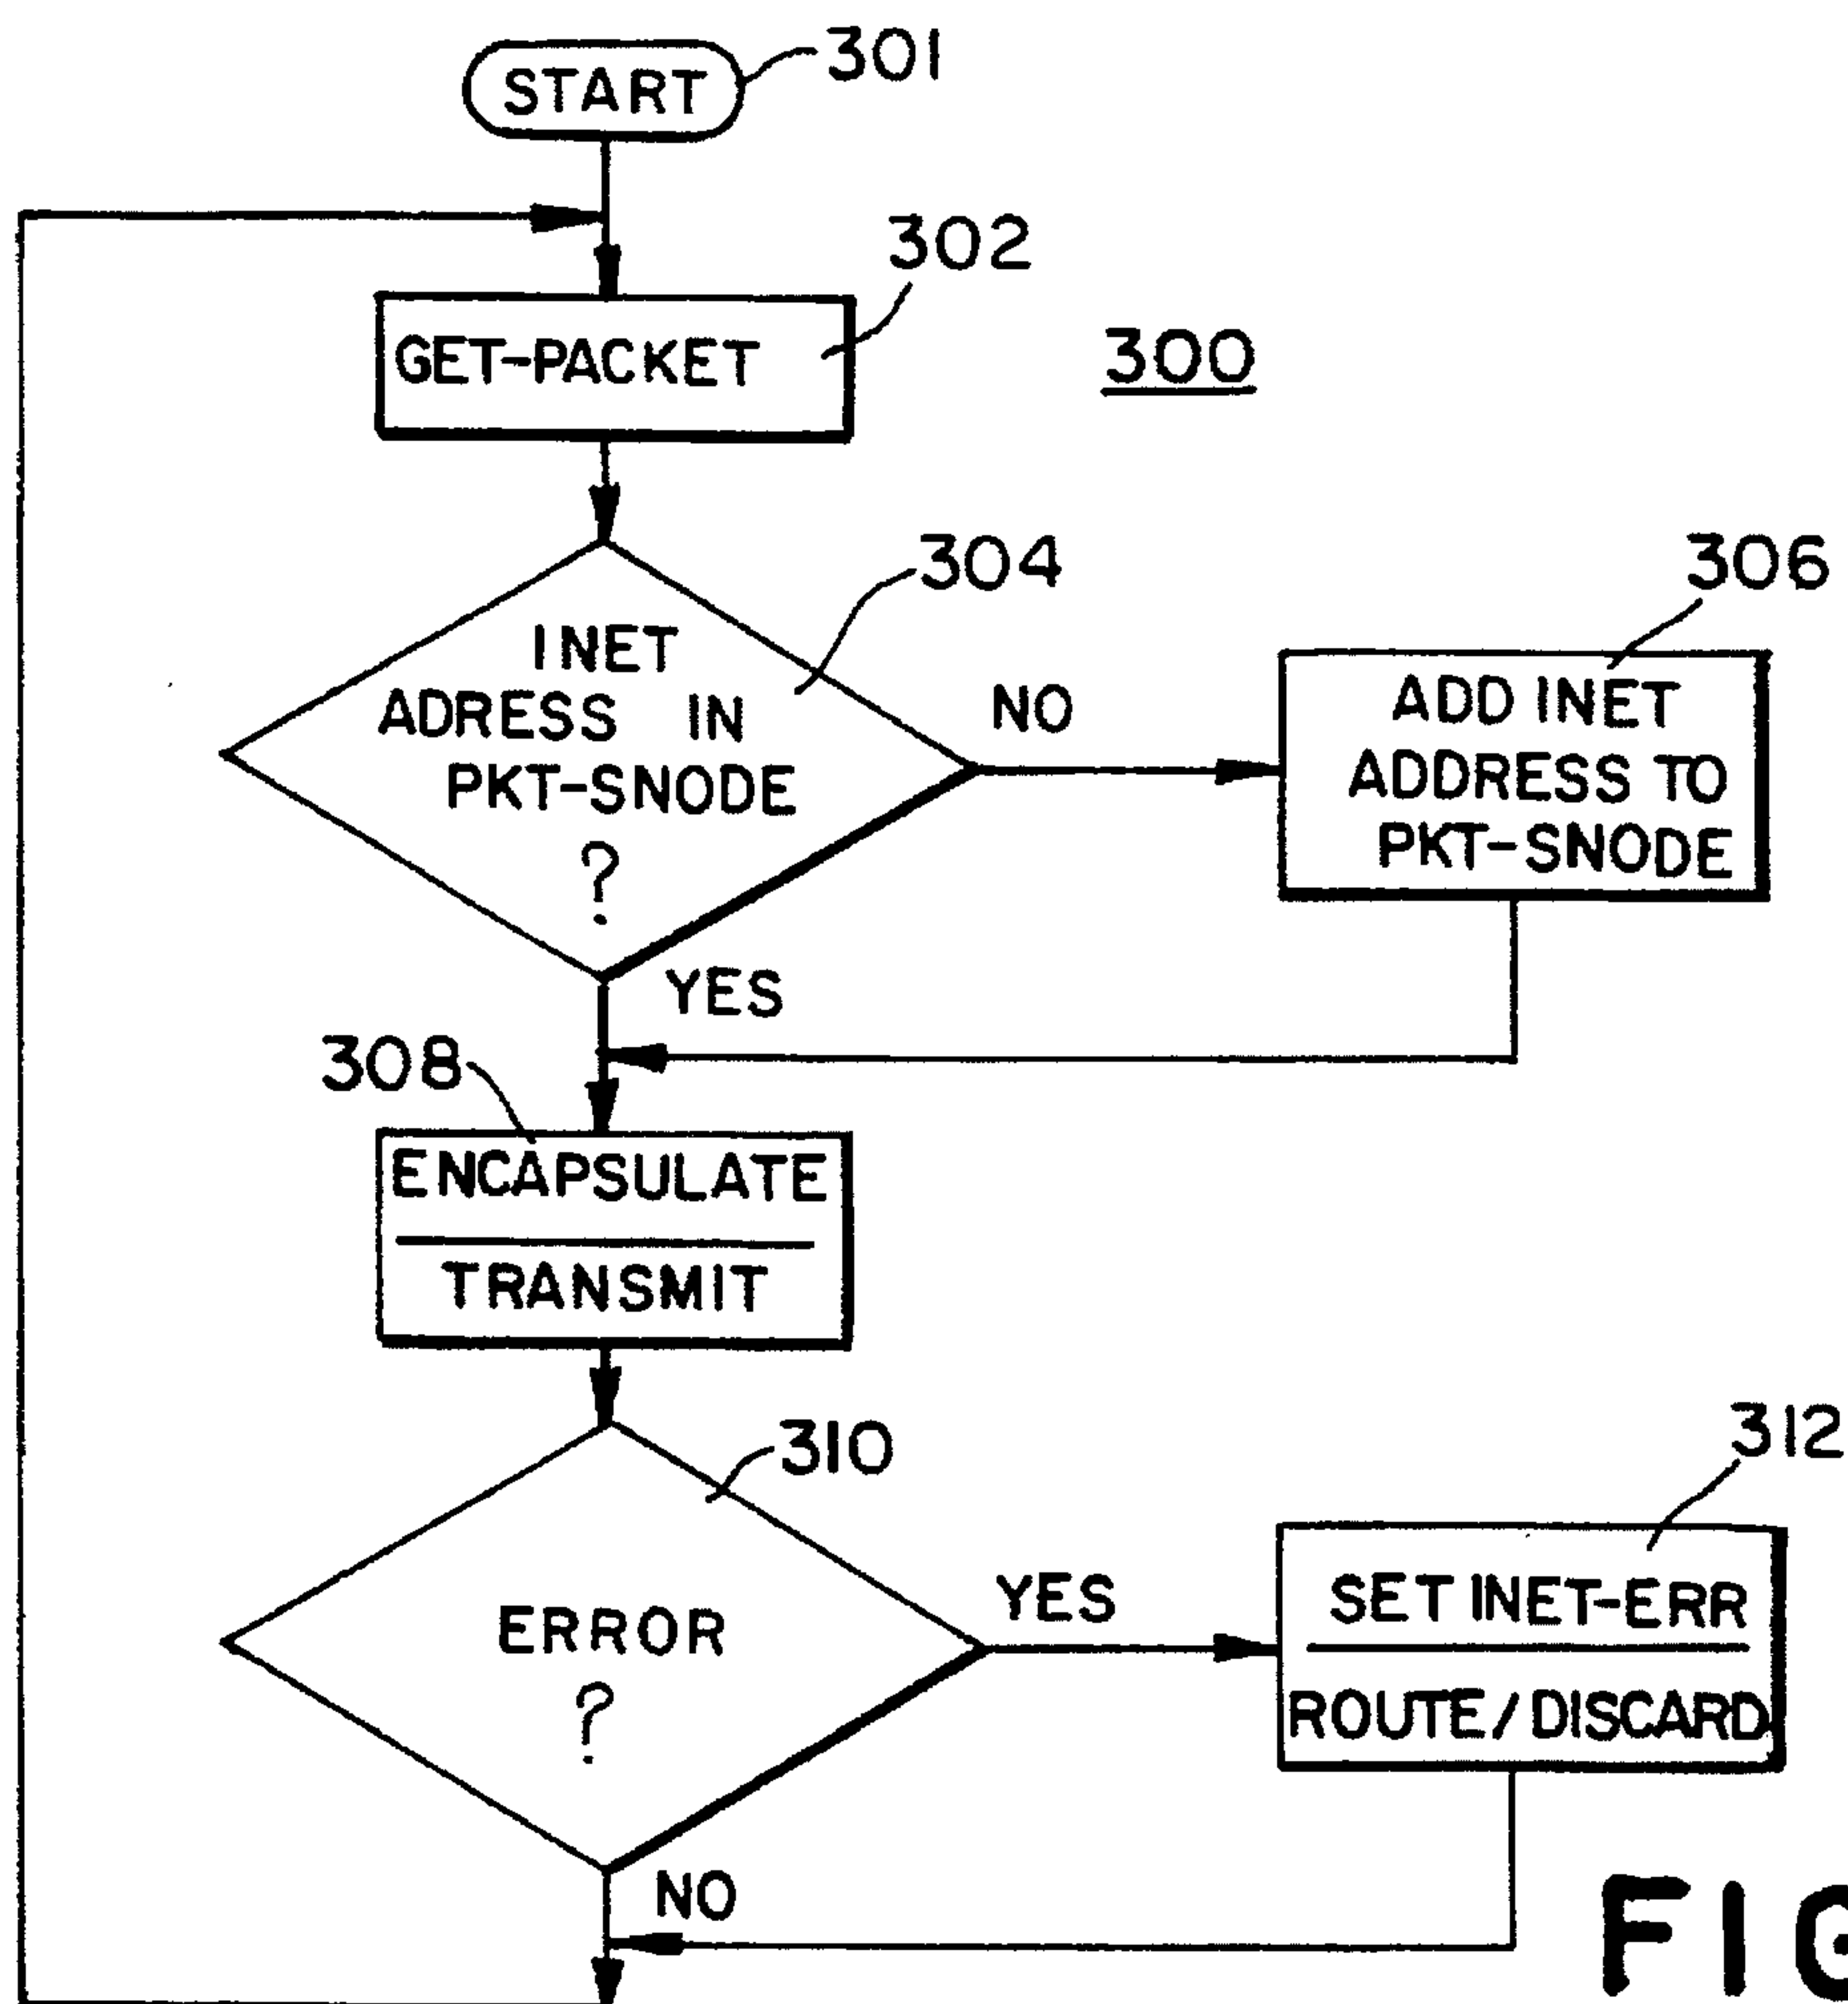 START
301
302
GET-PACKET
300
304
306
INET
ADRESS IN
PKT-SNODE
?
NO
ADD INET
ADDRESS TO
PKT-SNODE
YES
308
ENCAPSULATE
TRANSMIT
310
312
ERROR
?
YES
SET INET-ERR
ROUTE/DISCARD
NO
FIG